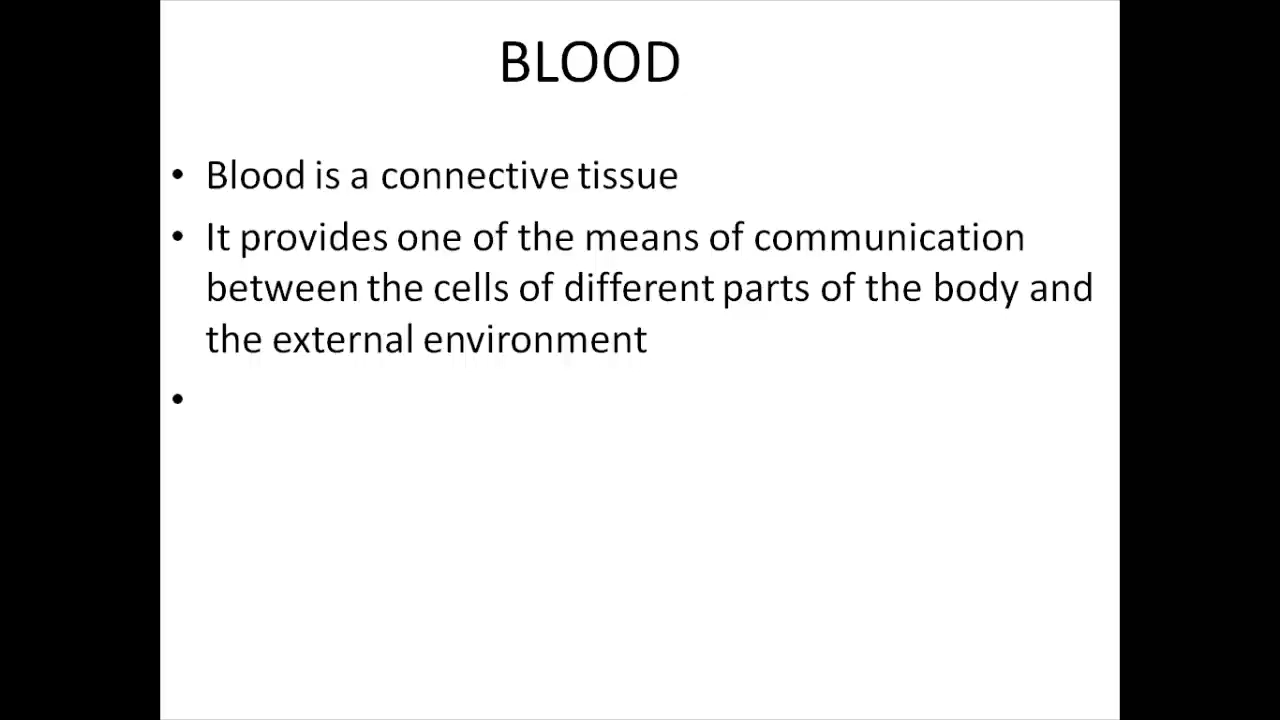 BLOOD
• Blood is a connective tissue
• It provides one of the means of communication
between the cells of different parts of the body and
the external environment
•